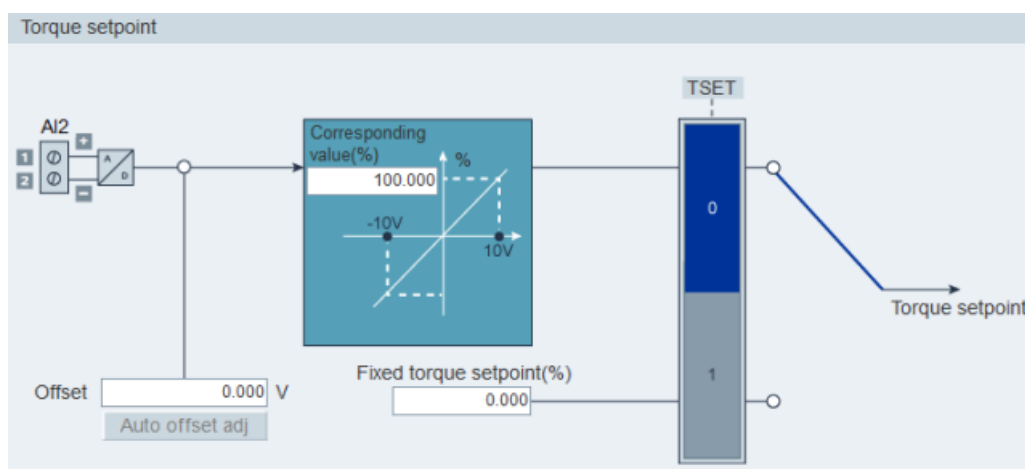 Torque setpoint
TSET
AI2
+
1
2
A
D
−
Corresponding
value(%)
100.000
%
-10V
10V
0
Torque setpoint
Fixed torque setpoint(%)
0.000
1
Offset
0.000
V
Auto offset adj